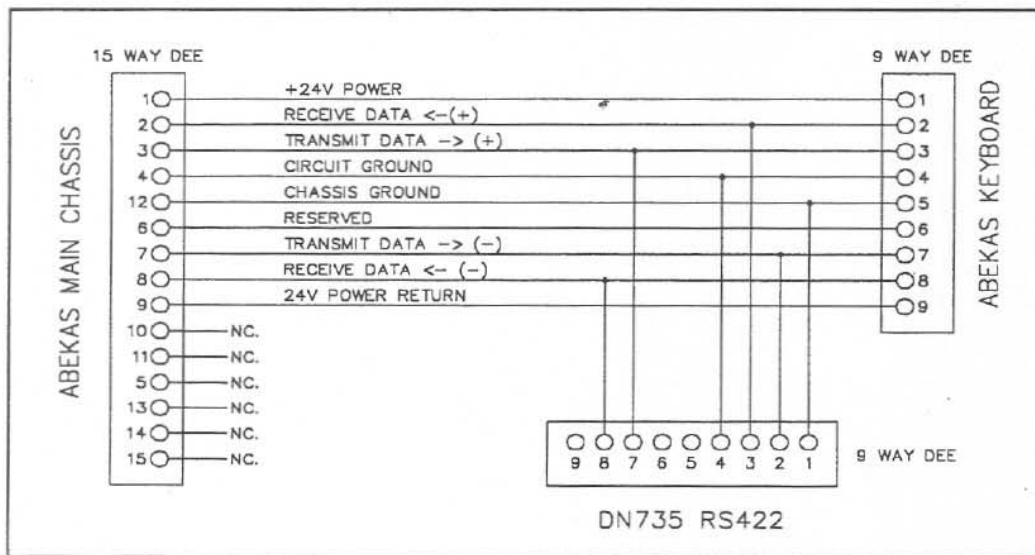 15 WAY DEE
9 WAY DEE
ABEKAS MAIN CHASSIS
ABEKAS KEYBOARD
1 +24V POWER 1
2 RECEIVE DATA <-(+) 2
3 TRANSMIT DATA -> (+) 3
4 CIRCUIT GROUND 4
12 CHASSIS GROUND 5
6 RESERVED 6
7 TRANSMIT DATA -> (-) 7
8 RECEIVE DATA <- (-) 8
9 24V POWER RETURN 9
10 NC.
11 NC.
5 NC.
13 NC.
14 NC.
15 NC.
9 8 7 6 5 4 3 2 1
9 WAY DEE
DN735 RS422